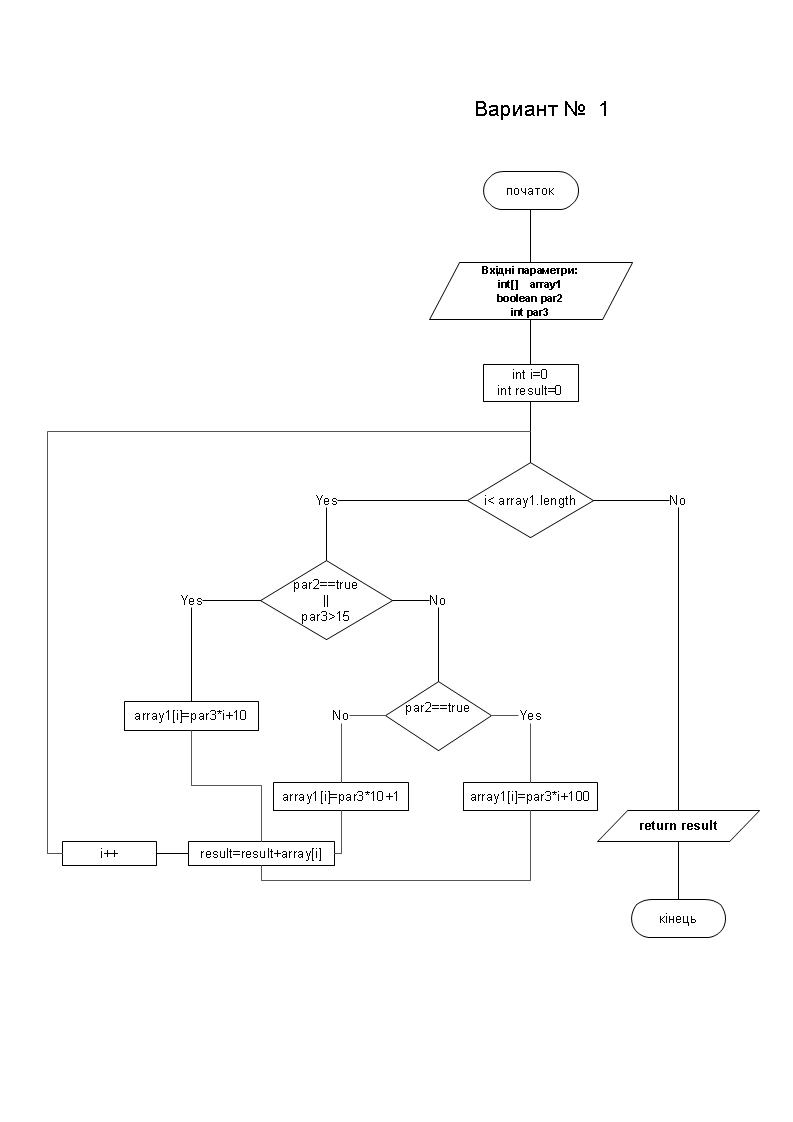 Вариант № 1
початок
Вхідні параметри:
int[] array1
boolean par2
int par3
int i=0
int result=0
i< array1.length
Yes
No
par2==true
||
par3>15
Yes
No
par2==true
No
Yes
array1[i]=par3*i+10
array1[i]=par3*10+1
array1[i]=par3*i+100
return result
i++
result=result+array[i]
кінець